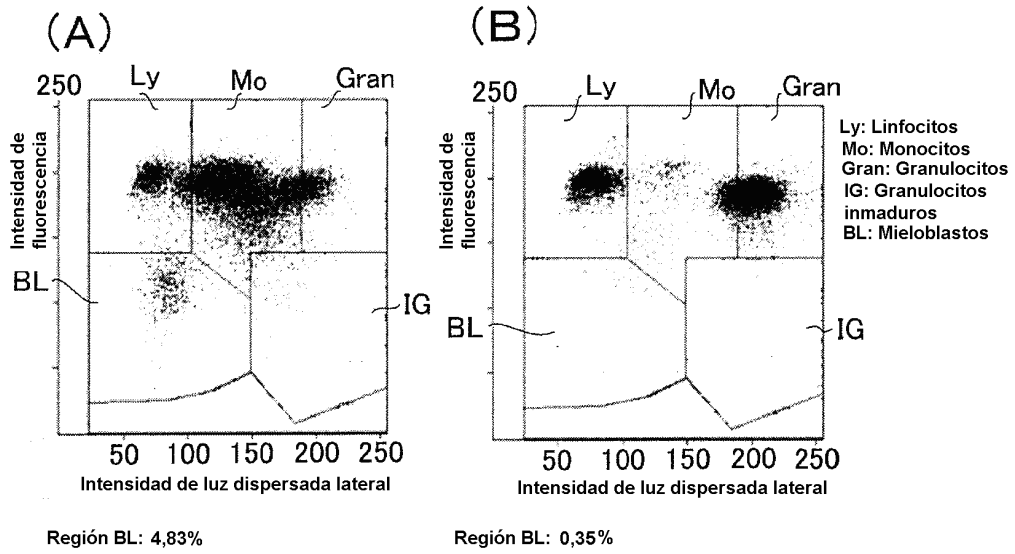 (A)
250
Ly
Mo
Gran
Intensidad de
fluorescencia
BL
IG
50 100 150 200 250
Intensidad de luz dispersada lateral
Región BL: 4,83%
(B)
250
Ly
Mo
Gran
Intensidad de
fluorescencia
BL
IG
50 100 150 200 250
Intensidad de luz dispersada lateral
Región BL: 0,35%
Ly: Linfocitos
Mo: Monocitos
Gran: Granulocitos
IG: Granulocitos
inmaduros
BL: Mieloblastos